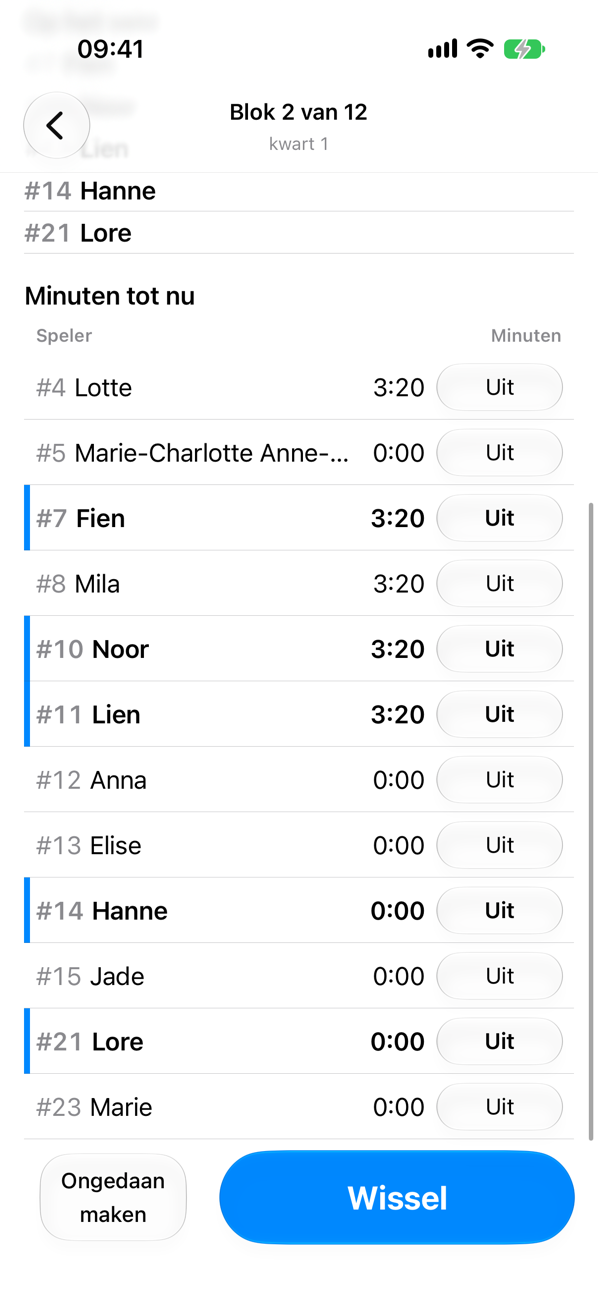 09:41
Blok 2 van 12
kwart 1
Lien
#14 Hanne
#21 Lore
Minuten tot nu
Speler Minuten
#4 Lotte 3:20 Uit
#5 Marie-Charlotte Anne-... 0:00 Uit
#7 Fien 3:20 Uit
#8 Mila 3:20 Uit
#10 Noor 3:20 Uit
#11 Lien 3:20 Uit
#12 Anna 0:00 Uit
#13 Elise 0:00 Uit
#14 Hanne 0:00 Uit
#15 Jade 0:00 Uit
#21 Lore 0:00 Uit
#23 Marie 0:00 Uit
Ongedaan
maken
Wissel